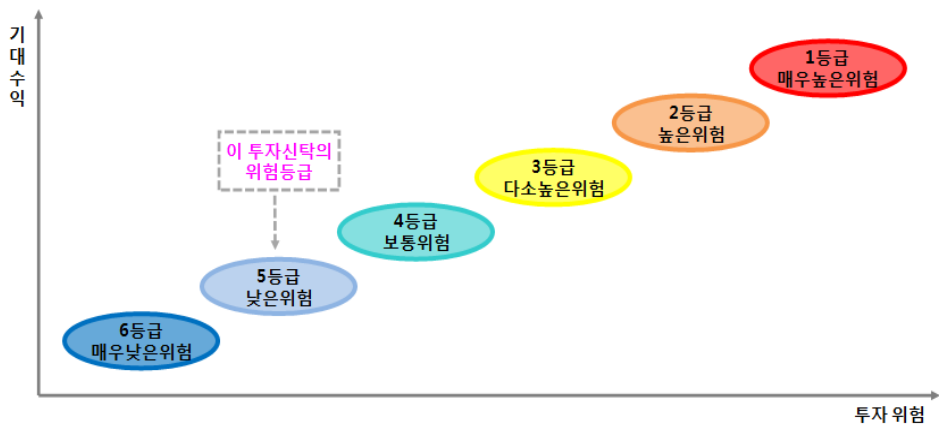 기대수익
1등급
매우높은위험
2등급
높은위험
이 투자신탁의
위험등급
3등급
다소높은위험
4등급
보통위험
5등급
낮은위험
6등급
매우낮은위험
투자 위험